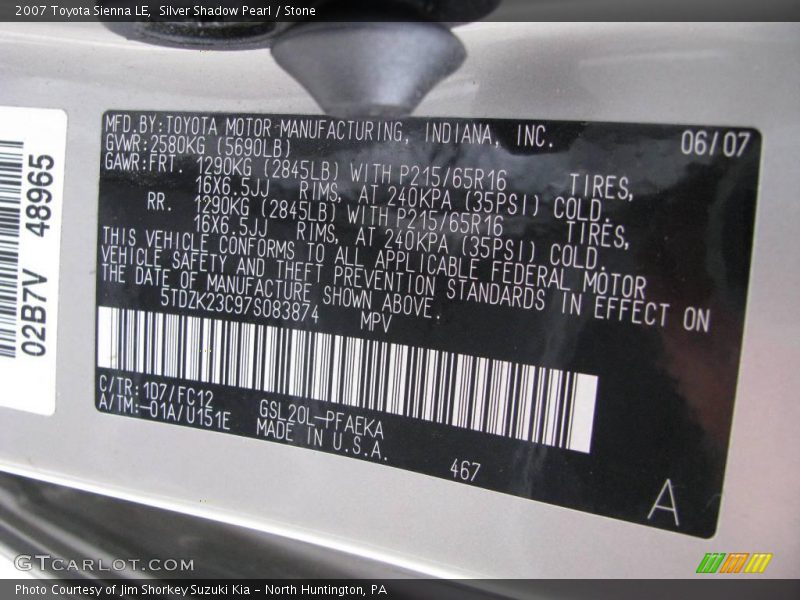 2007 Toyota Sienna LE,  Silver Shadow Pearl / Stone
02B7V 48965
MFD.BY:TOYOTA MOTOR MANUFACTURING, INDIANA, INC. 06/07
GVWR:2580KG (5690LB)
GAWR:FRT. 1290KG (2845LB) WITH P215/65R16 TIRES,
16X6.5JJ RIMS, AT 240KPA (35PSI) COLD.
RR. 1290KG (2845LB) WITH P215/65R16 TIRES,
16X6.5JJ RIMS, AT 240KPA (35PSI) COLD.
THIS VEHICLE CONFORMS TO ALL APPLICABLE FEDERAL MOTOR
VEHICLE SAFETY AND THEFT PREVENTION STANDARDS IN EFFECT ON
THE DATE OF MANUFACTURE SHOWN ABOVE.
5TDZK23C97S083874 MPV
C/TR:1D7/FC12
A/TM:-01A/U151E
GSL20L-PFAEKA
MADE IN U.S.A.
467
A
GTCARLOT.COM
Photo Courtesy of Jim Shorkey Suzuki Kia - North Huntington, PA